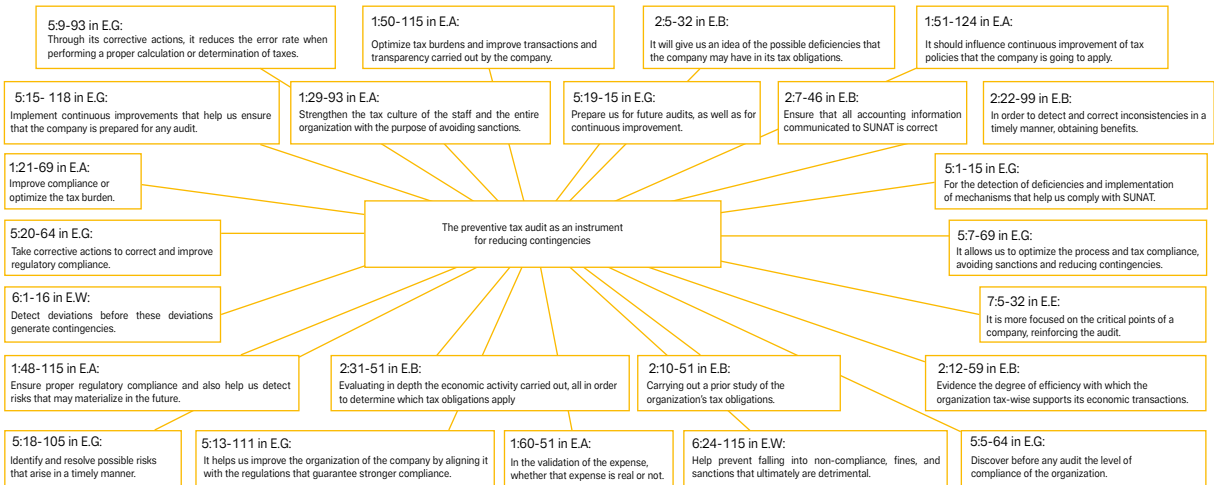 5:9-93 in E.G:
Through its corrective actions, it reduces the error rate when
performing a proper calculation or determination of taxes.
1:50-115 in E.A:
Optimize tax burdens and improve transactions and
transparency carried out by the company.
2:5-32 in E.B:
It will give us an idea of the possible deficiencies that
the company may have in its tax obligations.
1:51-124 in E.A:
It should influence continuous improvement of tax
policies that the company is going to apply.
5:15- 118 in E.G:
Implement continuous improvements that help us ensure
that the company is prepared for any audit.
1:29-93 in E.A:
Strengthen the tax culture of the staff and the entire
organization with the purpose of avoiding sanctions.
5:19-15 in E.G:
Prepare us for future audits, as well as for
continuous improvement.
2:7-46 in E.B:
Ensure that all accounting information
communicated to SUNAT is correct
2:22-99 in E.B:
In order to detect and correct inconsistencies in a
timely manner, obtaining benefits.
1:21-69 in E.A:
Improve compliance or
optimize the tax burden.
5:1-15 in E.G:
For the detection of deficiencies and implementation
of mechanisms that help us comply with SUNAT.
The preventive tax audit as an instrument
for reducing contingencies
5:20-64 in E.G:
Take corrective actions to correct and improve
regulatory compliance.
5:7-69 in E.G:
It allows us to optimize the process and tax compliance,
avoiding sanctions and reducing contingencies.
6:1-16 in E.W:
Detect deviations before these deviations
generate contingencies.
7:5-32 in E.E:
It is more focused on the critical points of a
company, reinforcing the audit.
1:48-115 in E.A:
Ensure proper regulatory compliance and also help us detect
risks that may materialize in the future.
2:31-51 in E.B:
Evaluating in depth the economic activity carried out, all in order
to determine which tax obligations apply
2:10-51 in E.B:
Carrying out a prior study of the
organization's tax obligations.
2:12-59 in E.B:
Evidence the degree of efficiency with which the
organization tax-wise supports its economic transactions.
5:18-105 in E.G:
Identify and resolve possible risks
that arise in a timely manner.
5:13-111 in E.G:
It helps us improve the organization of the company by aligning it
with the regulations that guarantee stronger compliance.
1:60-51 in E.A:
In the validation of the expense,
whether that expense is real or not.
6:24-115 in E.W:
Help prevent falling into non-compliance, fines, and
sanctions that ultimately are detrimental.
5:5-64 in E.G:
Discover before any audit the level of
compliance of the organization.